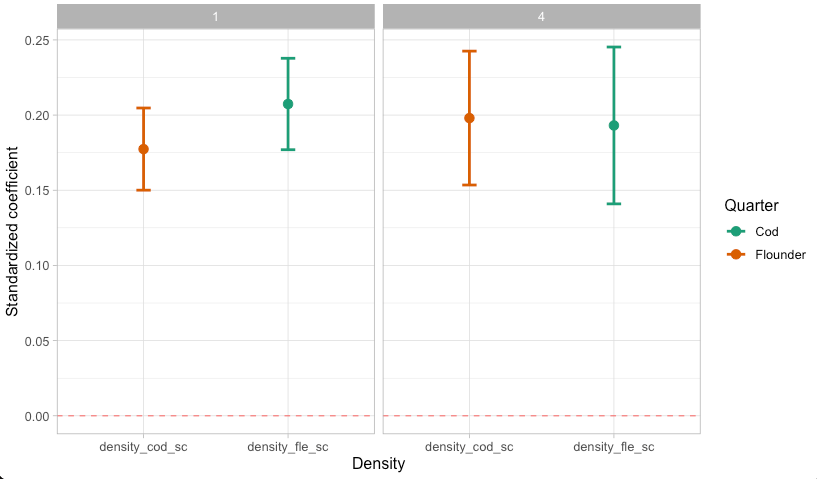 1
4
0.25
0.20
0.15
0.10
0.05
0.00
Standardized coefficient
density_cod_sc
density_fle_sc
density_cod_sc
density_fle_sc
Density
Quarter
Cod
Flounder